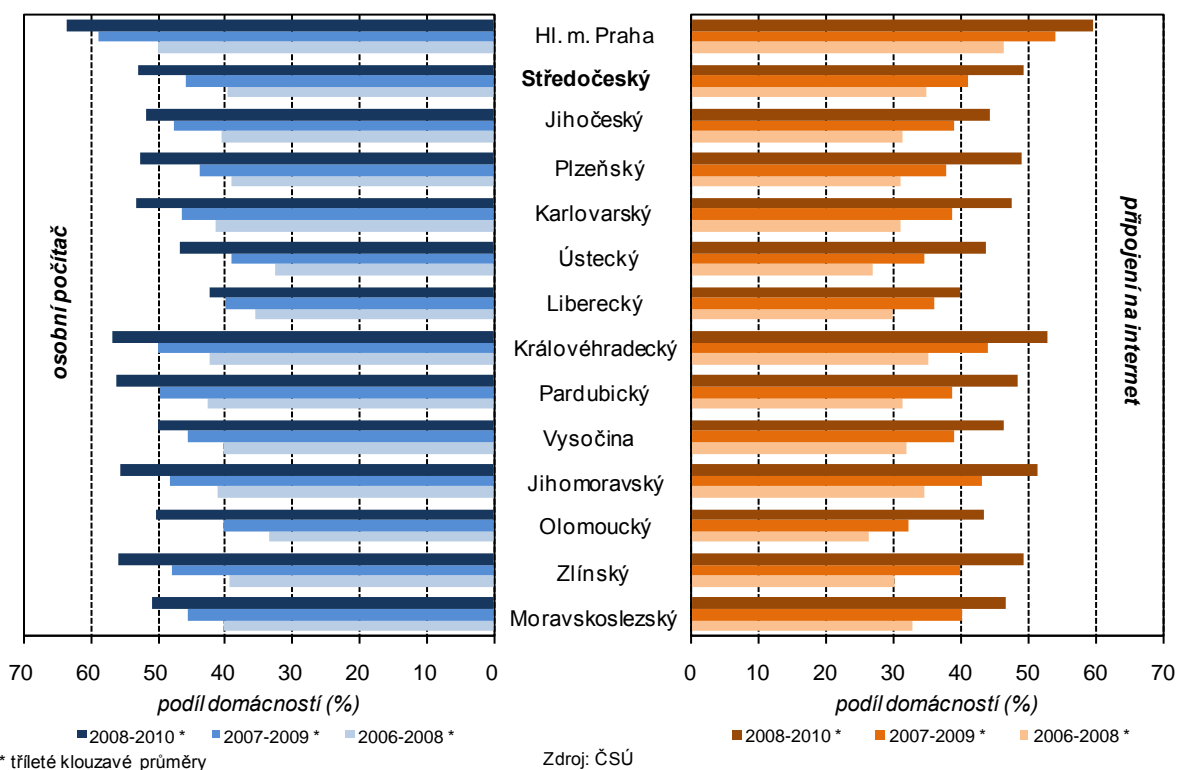 Hl. m. Praha
Středočeský
Jihočeský
Plzeňský
Karlovarský
Ústecký
Liberecký
Královéhradecký
Pardubický
Vysočina
Jihomoravský
Olomoucký
Zlínský
Moravskoslezský
osobní počítač
připojení na internet
70 60 50 40 30 20 10 0
0 10 20 30 40 50 60 70
podíl domácností (%)
podíl domácností (%)
2008-2010 * 2007-2009 * 2006-2008 *
2008-2010 * 2007-2009 * 2006-2008 *
* tříleté klouzavé průměry
Zdroj: ČSÚ